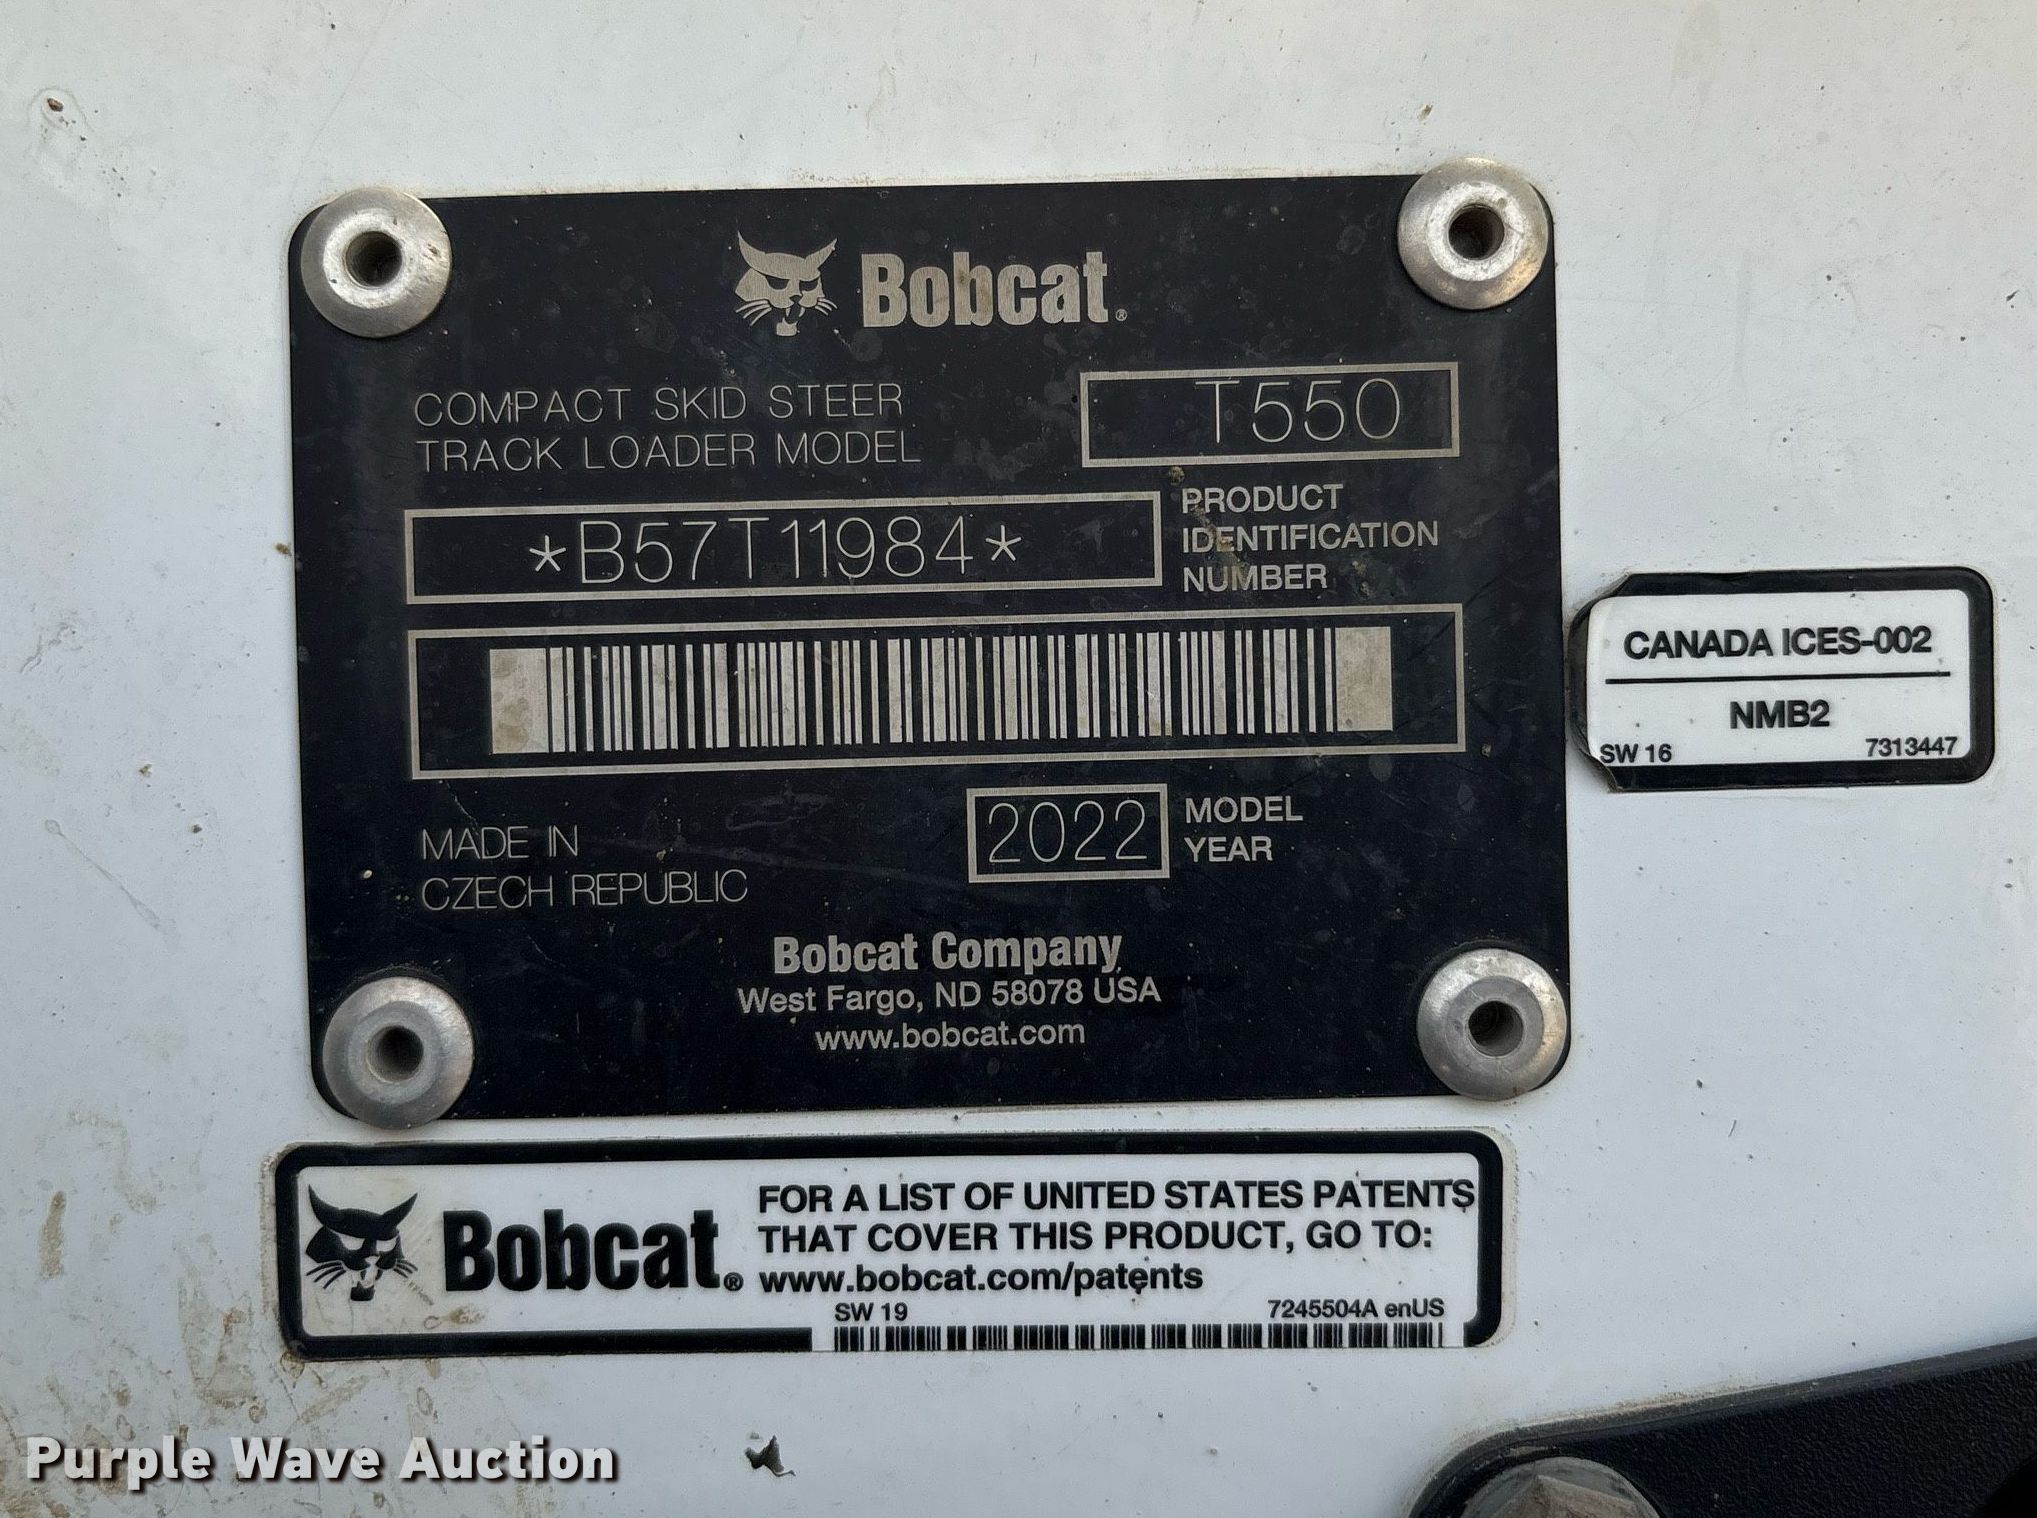 Bobcat®
COMPACT SKID STEER
TRACK LOADER MODEL
T550
*B57T11984*
PRODUCT
IDENTIFICATION
NUMBER
MADE IN
CZECH REPUBLIC
2022
MODEL
YEAR
Bobcat Company
West Fargo, ND 58078 USA
www.bobcat.com
CANADA ICES-002
NMB2
SW 16
7313447
Bobcat®
FOR A LIST OF UNITED STATES PATENTS
THAT COVER THIS PRODUCT, GO TO:
www.bobcat.com/patents
SW 19
7245504A enUS
Purple Wave Auction